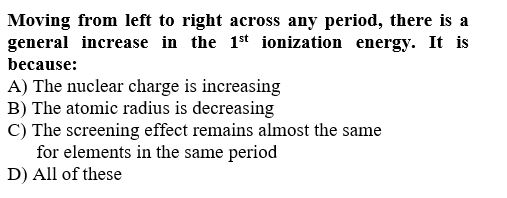 Moving from left to right across any period, there is a
general increase in the 1st ionization energy. It is
because:
A) The nuclear charge is increasing
B) The atomic radius is decreasing
C) The screening effect remains almost the same
for elements in the same period
D) All of these